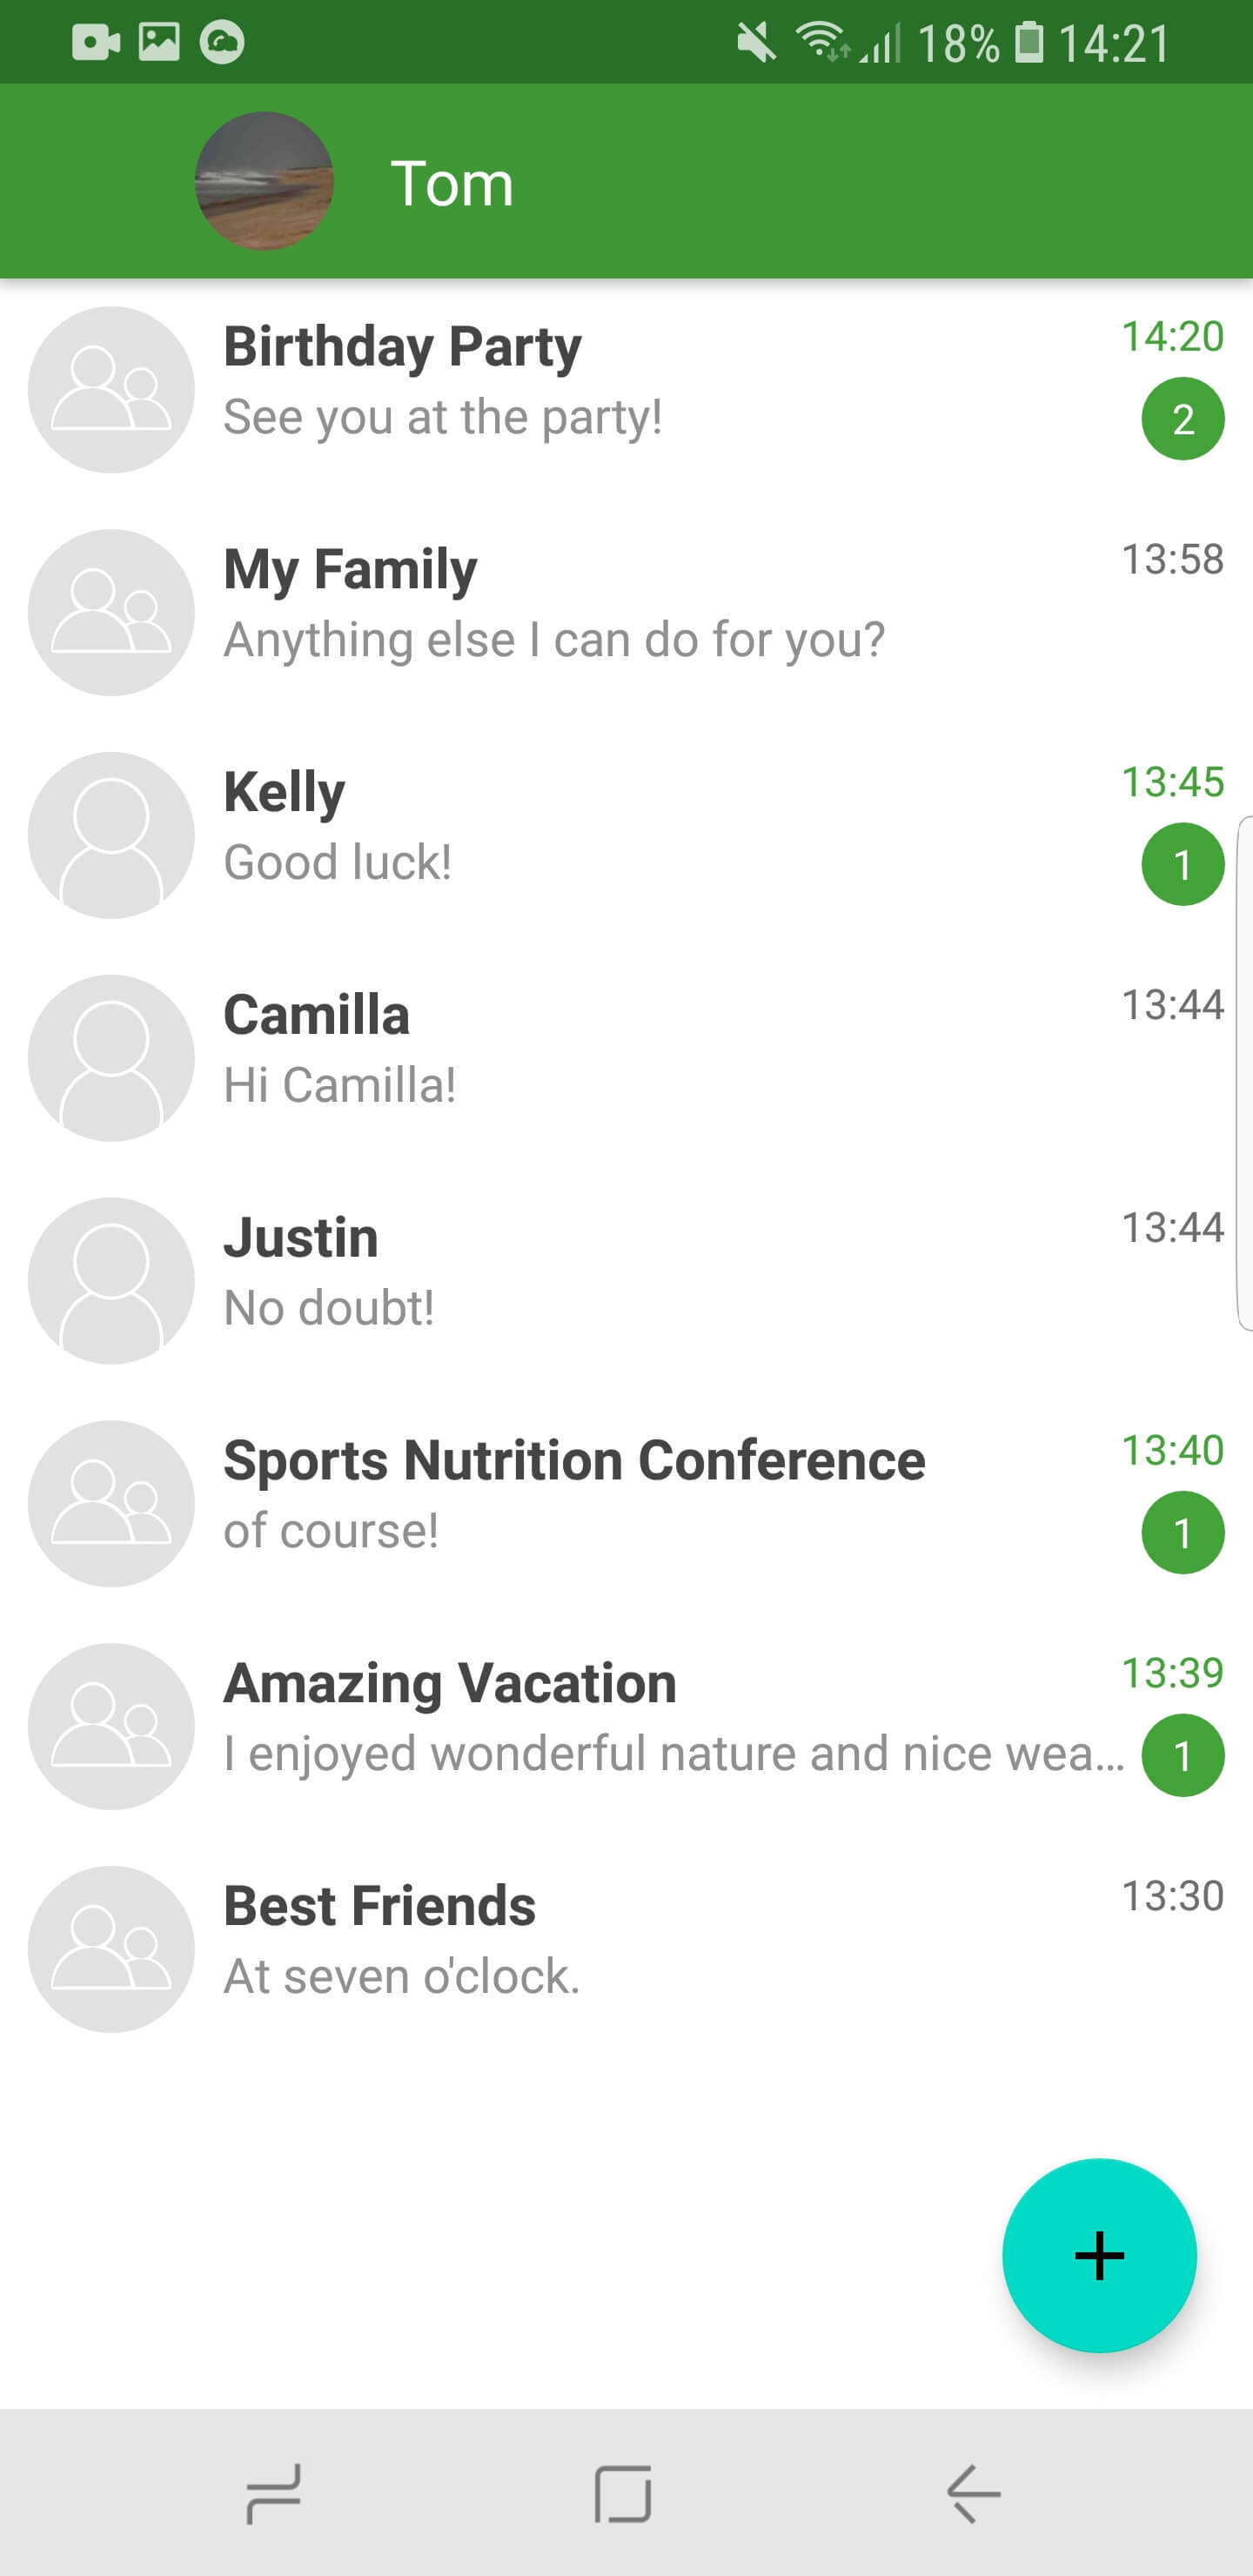 18% 14:21
Tom
Birthday Party 14:20
See you at the party! 2
My Family 13:58
Anything else I can do for you?
Kelly 13:45
Good luck! 1
Camilla 13:44
Hi Camilla!
Justin 13:44
No doubt!
Sports Nutrition Conference 13:40
of course! 1
Amazing Vacation 13:39
I enjoyed wonderful nature and nice wea... 1
Best Friends 13:30
At seven o'clock.
+